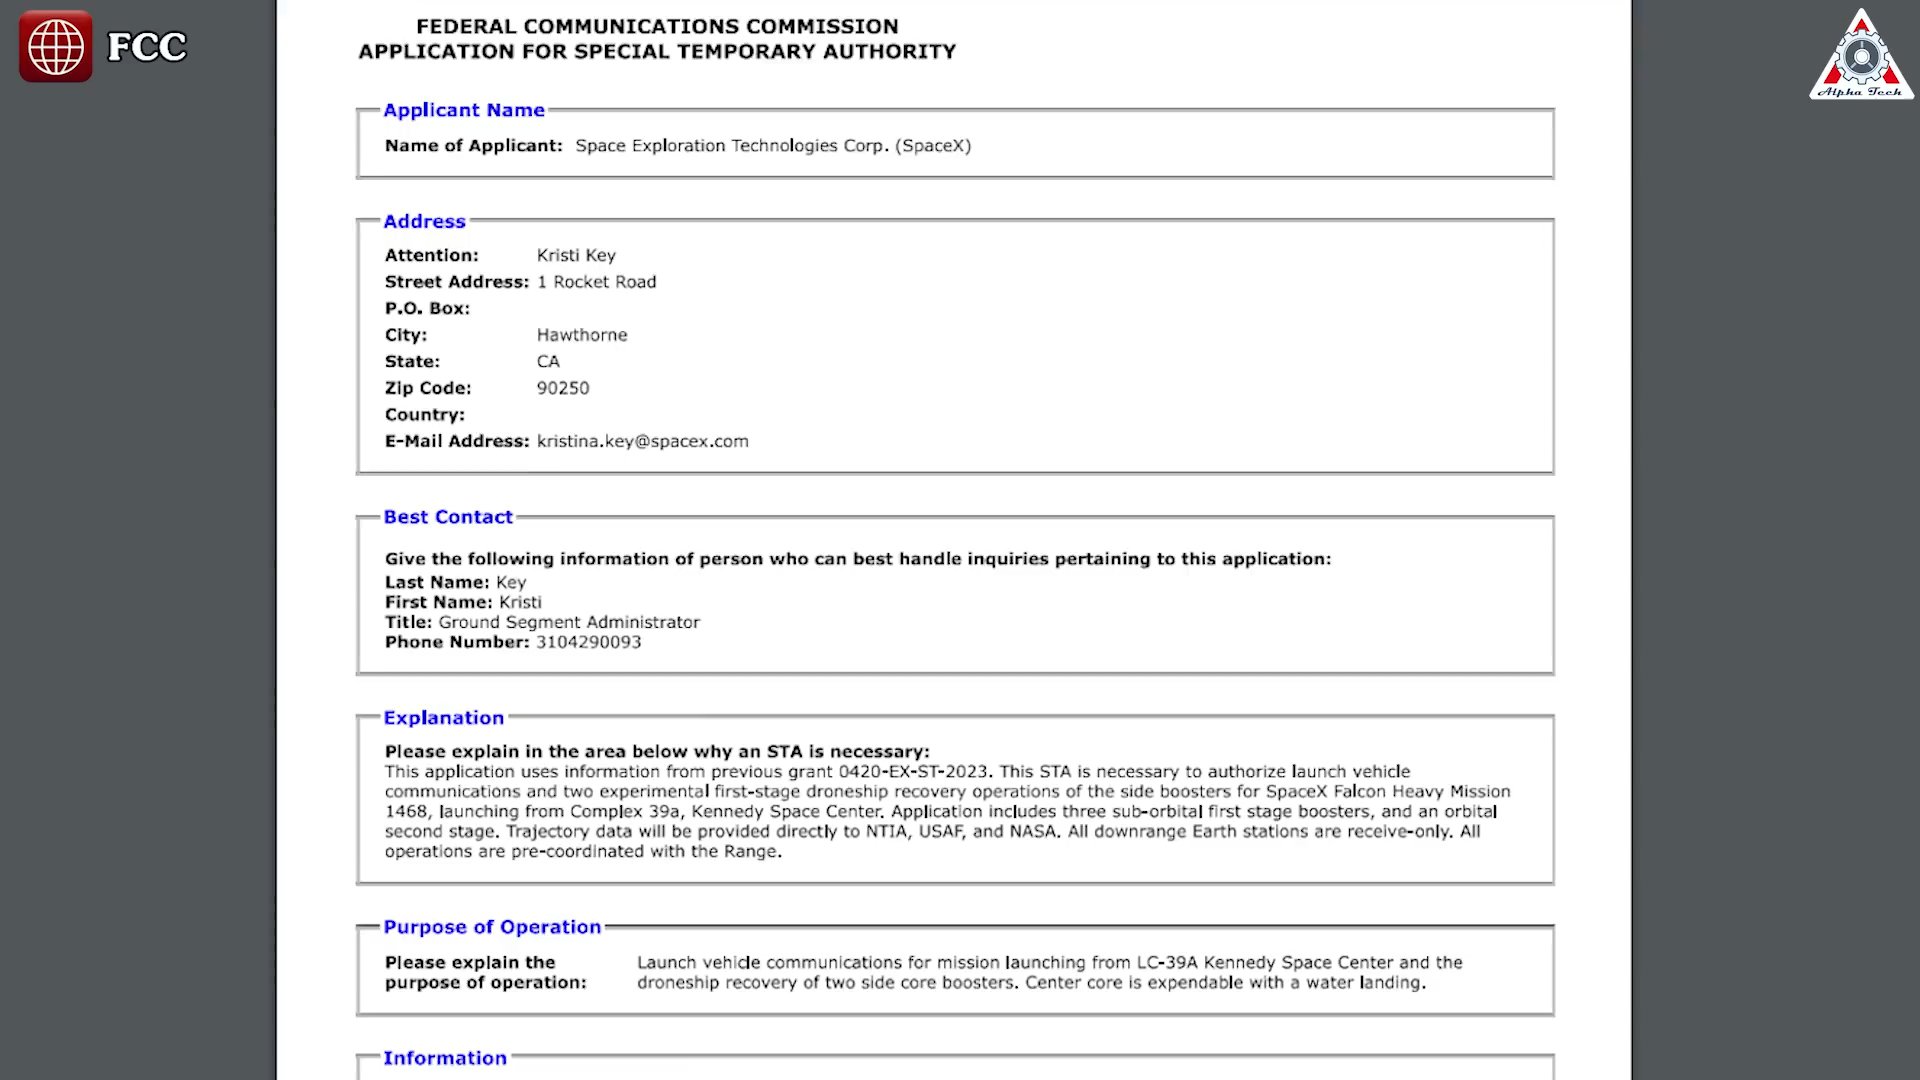 FCC
Alpha Tech
FEDERAL COMMUNICATIONS COMMISSION
APPLICATION FOR SPECIAL TEMPORARY AUTHORITY
Applicant Name
Name of Applicant: Space Exploration Technologies Corp. (SpaceX)
Address
Attention: Kristi Key
Street Address: 1 Rocket Road
P.O. Box:
City: Hawthorne
State: CA
Zip Code: 90250
Country:
E-Mail Address: kristina.key@spacex.com
Best Contact
Give the following information of person who can best handle inquiries pertaining to this application:
Last Name: Key
First Name: Kristi
Title: Ground Segment Administrator
Phone Number: 3104290093
Explanation
Please explain in the area below why an STA is necessary:
This application uses information from previous grant 0420-EX-ST-2023. This STA is necessary to authorize launch vehicle
communications and two experimental first-stage droneship recovery operations of the side boosters for SpaceX Falcon Heavy Mission
1468, launching from Complex 39a, Kennedy Space Center. Application includes three sub-orbital first stage boosters, and an orbital
second stage. Trajectory data will be provided directly to NTIA, USAF, and NASA. All downrange Earth stations are receive-only. All
operations are pre-coordinated with the Range.
Purpose of Operation
Please explain the purpose of operation: Launch vehicle communications for mission launching from LC-39A Kennedy Space Center and the
droneship recovery of two side core boosters. Center core is expendable with a water landing.
Information